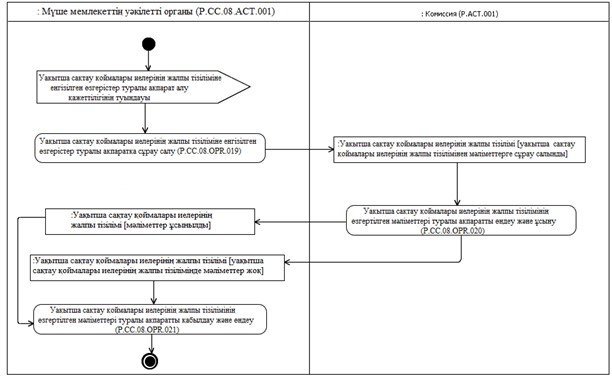 : Мүше мемлекеттің уәкілетті органы (P.CC.08.ACT.001)
: Комиссия (P.ACT.001)
Уақытша сақтау қоймалары иелерінің жалпы тізіліміне
енгізілген өзгерістер туралы ақпарат алу
қажеттілігінің туындауы
Уақытша сақтау қоймалары иелерінің жалпы тізіліміне енгізілген
өзгерістер туралы ақпаратқа сұрау салу (P.CC.08.OPR.019)
:Уақытша сақтау қоймалары иелерінің жалпы тізілімі [уақытша сақтау
қоймалары иелерінің жалпы тізілімінен мәліметтерге сұрау салынды]
Уақытша сақтау қоймалары иелерінің жалпы тізілімінің
өзгертілген мәліметтері туралы ақпаратты өңдеу және ұсыну
(P.CC.08.OPR.020)
:Уақытша сақтау қоймалары иелерінің
жалпы тізілімі [мәліметтер ұсынылды]
:Уақытша сақтау қоймалары иелерінің жалпы тізілімі [уақытша
сақтау қоймалары иелерінің жалпы тізілімінде мәліметтер жоқ]
Уақытша сақтау қоймалары иелерінің жалпы тізілімінің
өзгертілген мәліметтері туралы ақпаратты қабылдау және өңдеу
(P.CC.08.OPR.021)